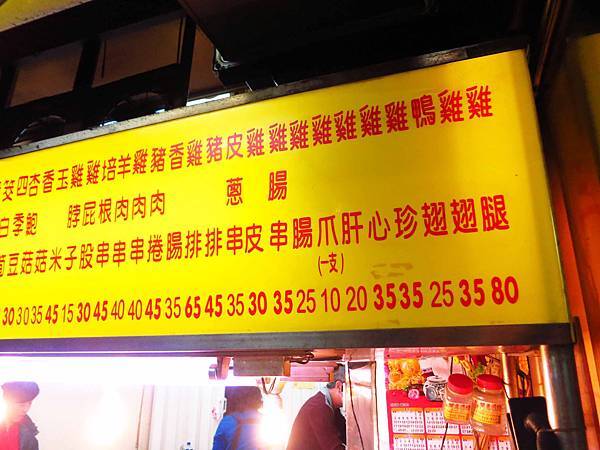 茭四杏香玉雞雞培羊雞豬香雞豬皮雞雞雞雞雞雞雞鴨雞雞
白季鮑 脖屁根肉肉肉 蔥 腸
筍豆菇菇米子股串串串捲腸排排串皮串腸爪肝心珍翅翅腿
(一支)
30 30 35 45 15 30 45 40 40 45 35 65 45 35 30 35 25 10 20 35 35 25 35 80